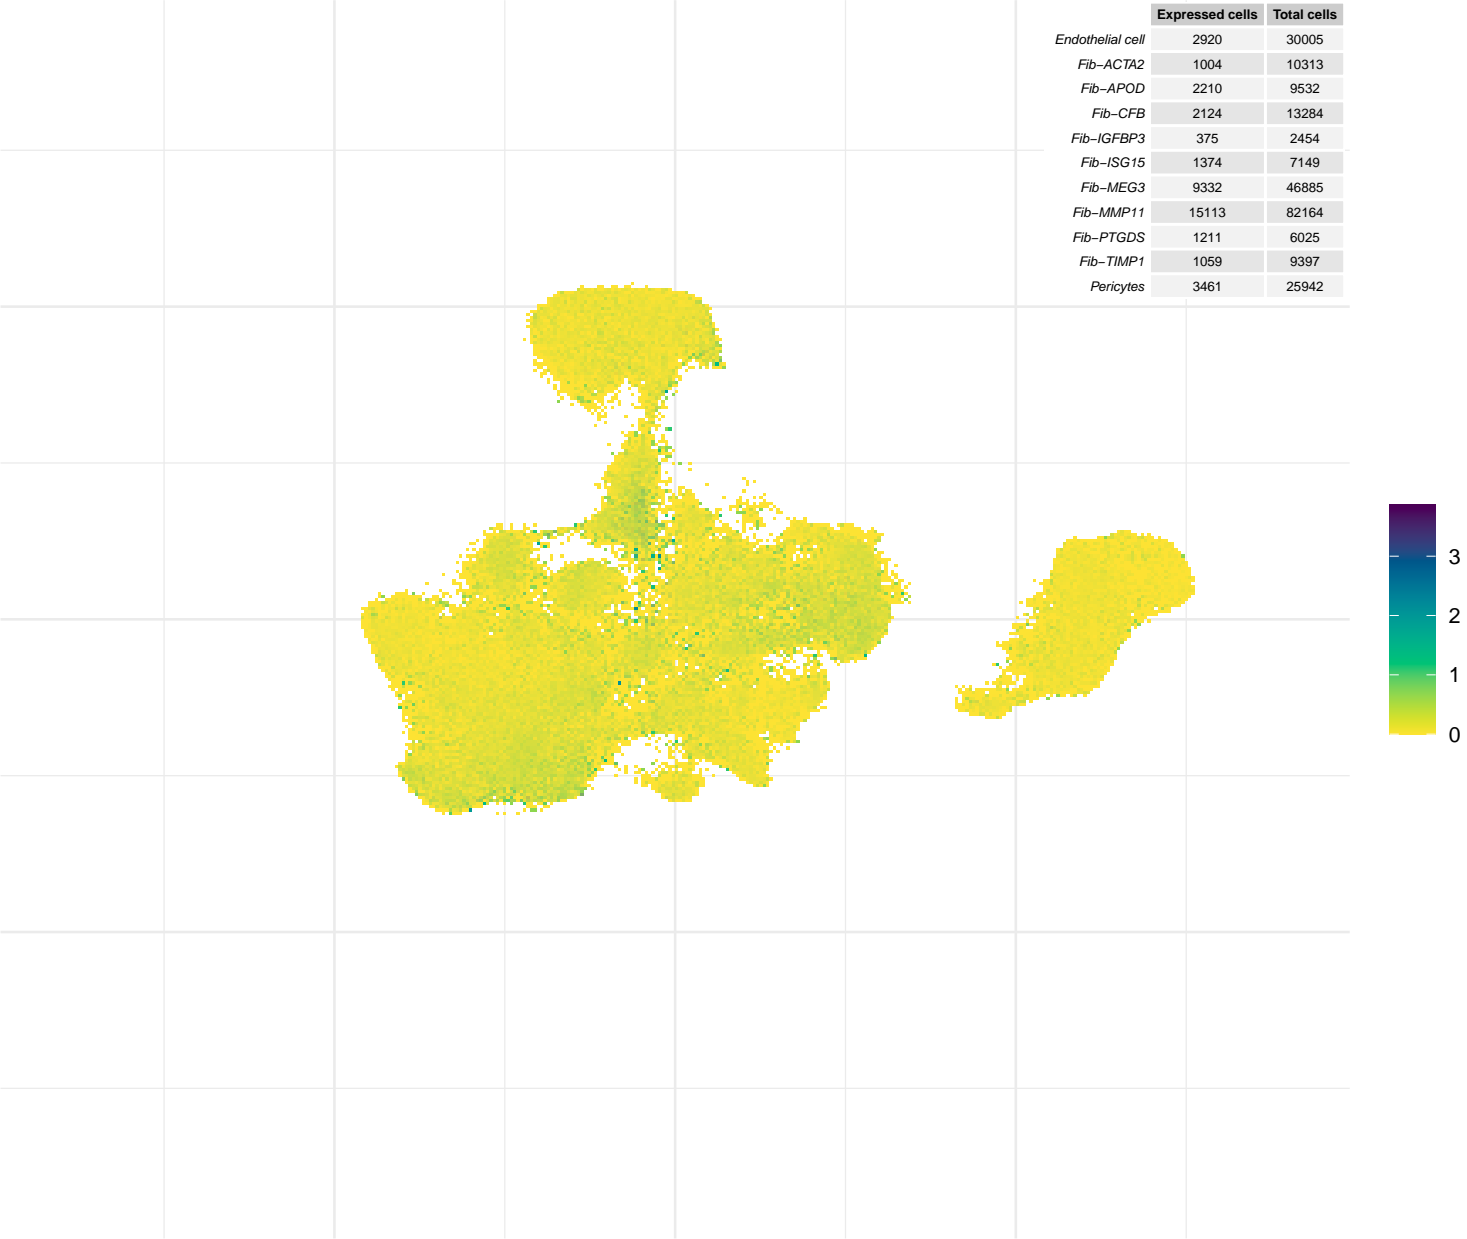 Expressed cells Total cells
Endothelial cell 2920 30005
Fib−ACTA2 1004 10313
Fib−APOD 2210 9532
Fib−CFB 2124 13284
Fib−IGFBP3 375 2454
Fib−ISG15 1374 7149
Fib−MEG3 9332 46885
Fib−MMP11 15113 82164
Fib−PTGDS 1211 6025
Fib−TIMP1 1059 9397
Pericytes 3461 25942
3
2
1
0